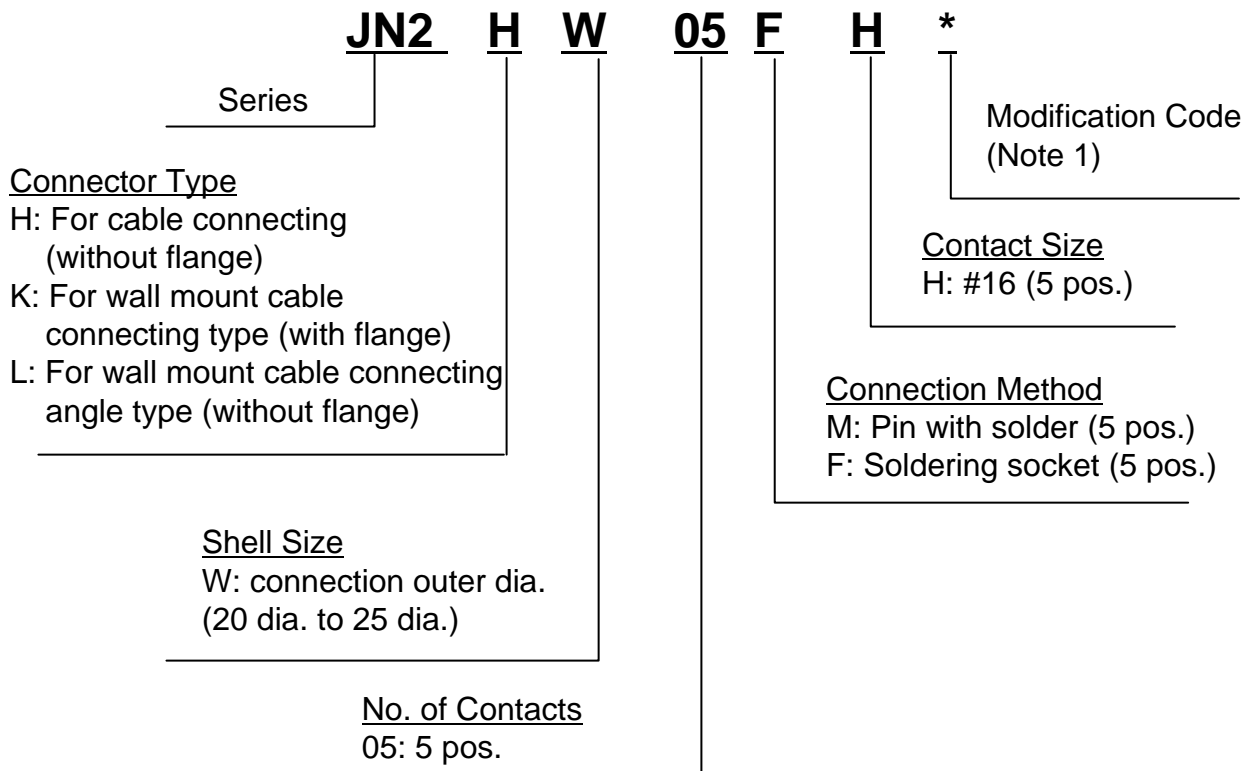 JN2 H W 05 F H *
Series
Modification Code
(Note 1)
Connector Type
H: For cable connecting
(without flange)
K: For wall mount cable
connecting type (with flange)
L: For wall mount cable connecting
angle type (without flange)
Contact Size
H: #16 (5 pos.)
Connection Method
M: Pin with solder (5 pos.)
F: Soldering socket (5 pos.)
Shell Size
W: connection outer dia.
(20 dia. to 25 dia.)
No. of Contacts
05: 5 pos.